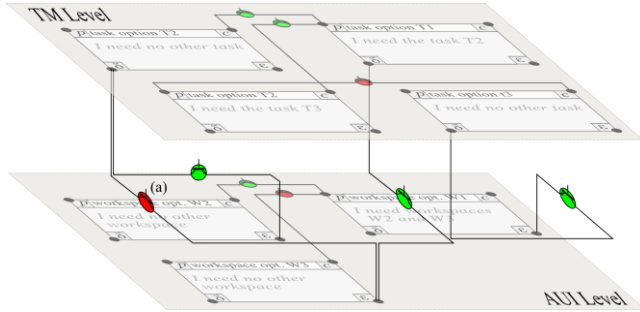 TM Level
task option T2
I need no other task
task option T1
I need the task T2
task option T2
I need the task T3
task option t3
I need no other task
(a)
workspace opt. W2
I need no other
workspace
workspace opt. W1
I need workspaces
W2 and W3
workspace opt. W3
I need no other
workspace
AUI Level